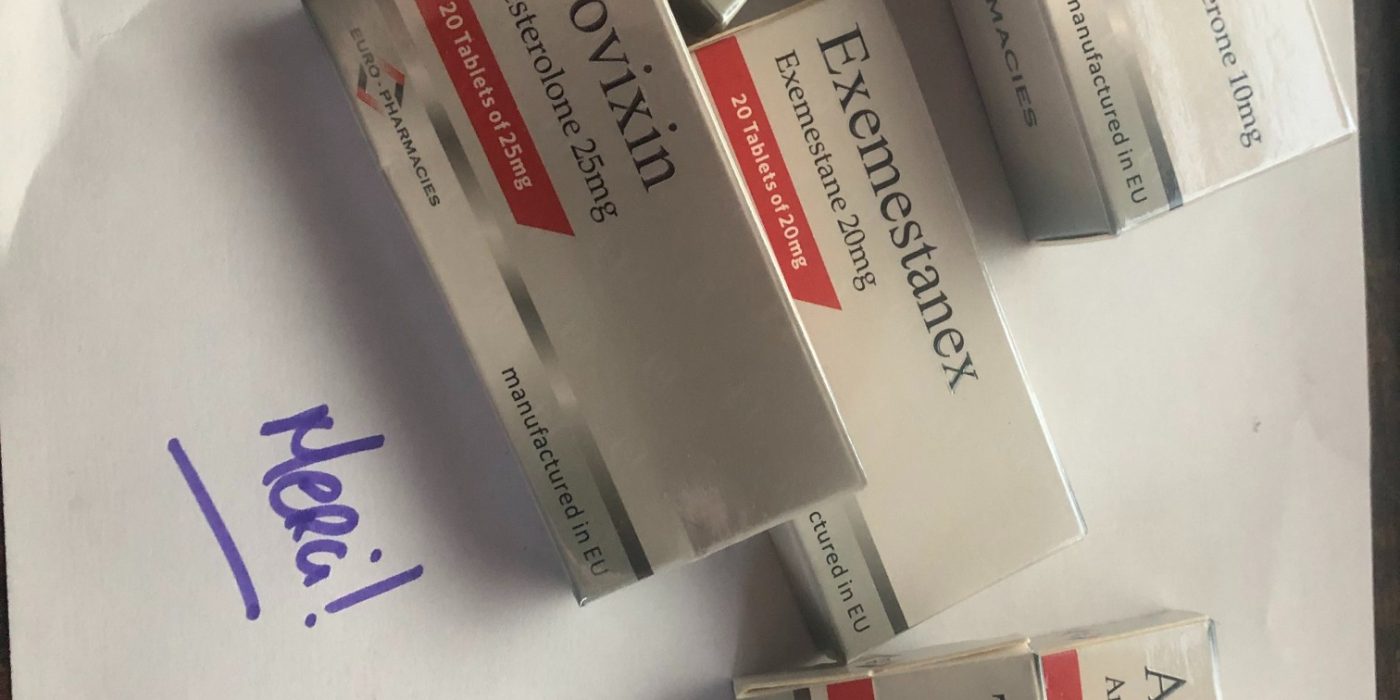 ovixin
esterolone 25mg
20 Tablets of 25mg
EURO-PHARMACIES
manufactured in EU
Exemestanex
Exemestane 20mg
20 Tablets of 20mg
ctured in EU
erone 10mg
manufactured in EU
MACIES
Merci!
A